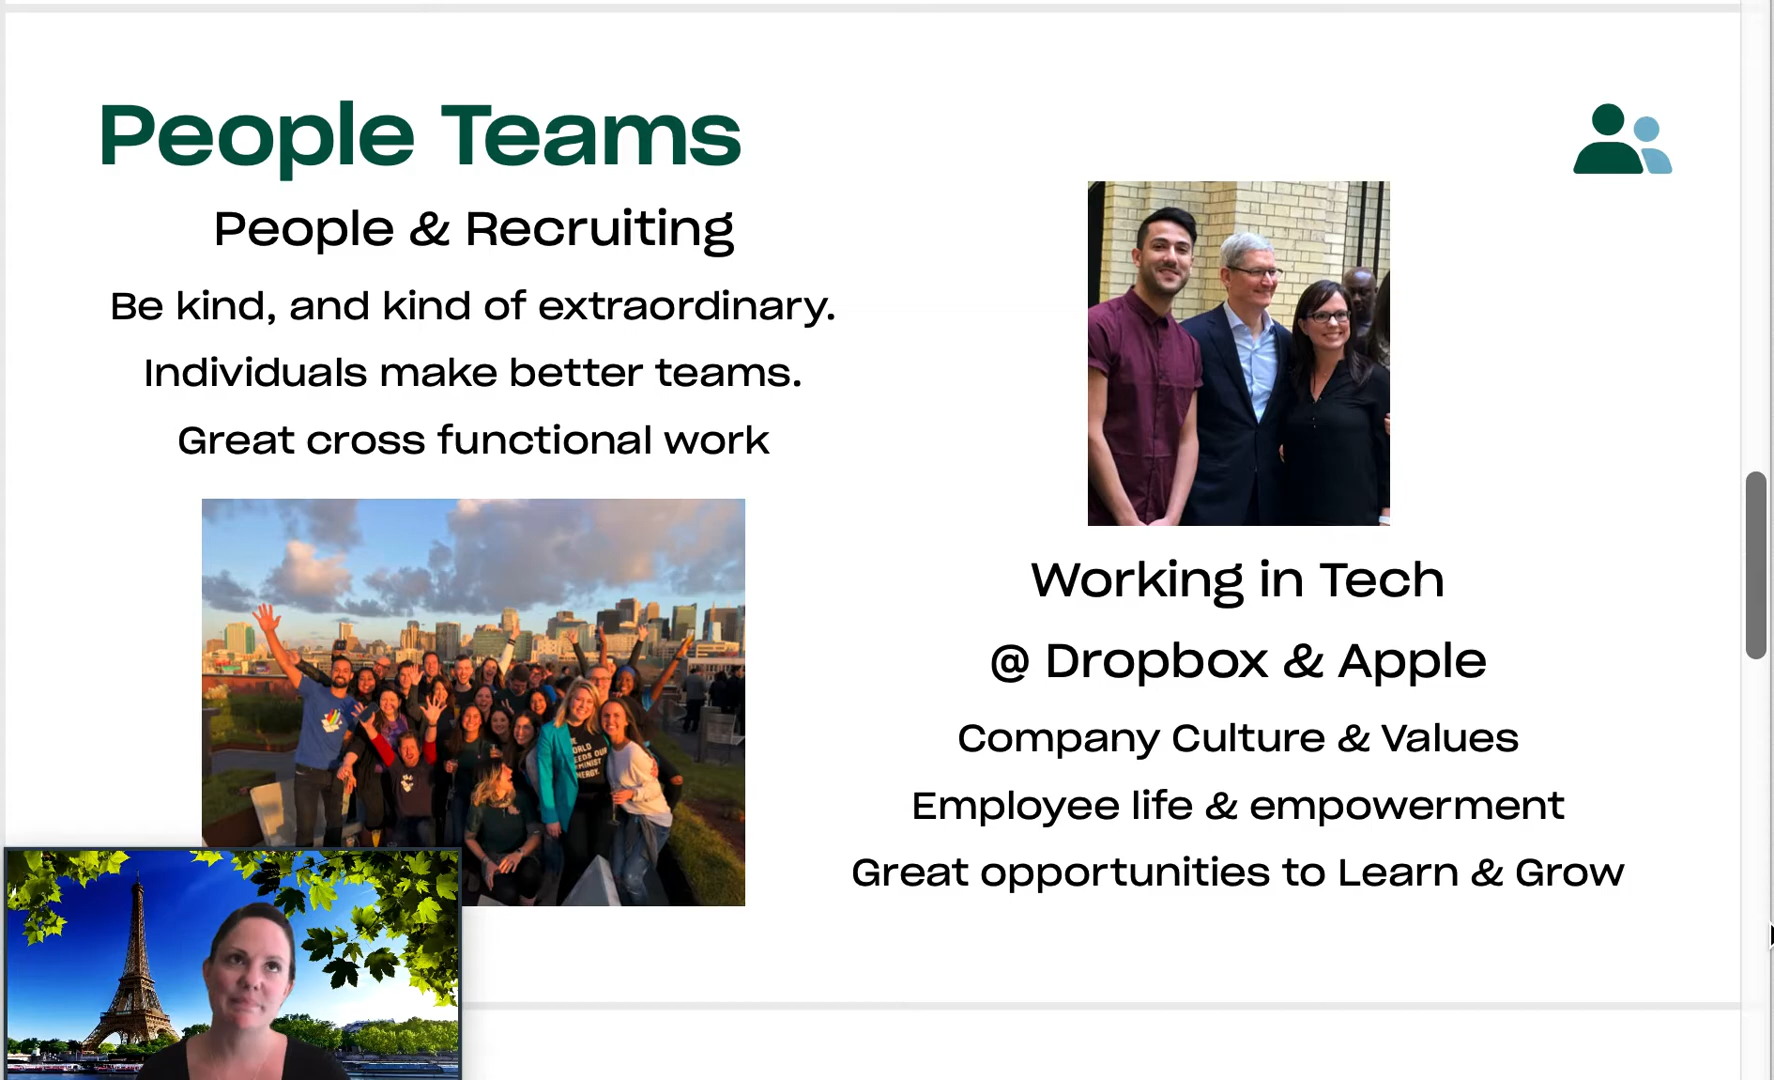 People Teams
People & Recruiting
Be kind, and kind of extraordinary.
Individuals make better teams.
Great cross functional work
Working in Tech
@ Dropbox & Apple
Company Culture & Values
Employee life & empowerment
Great opportunities to Learn & Grow